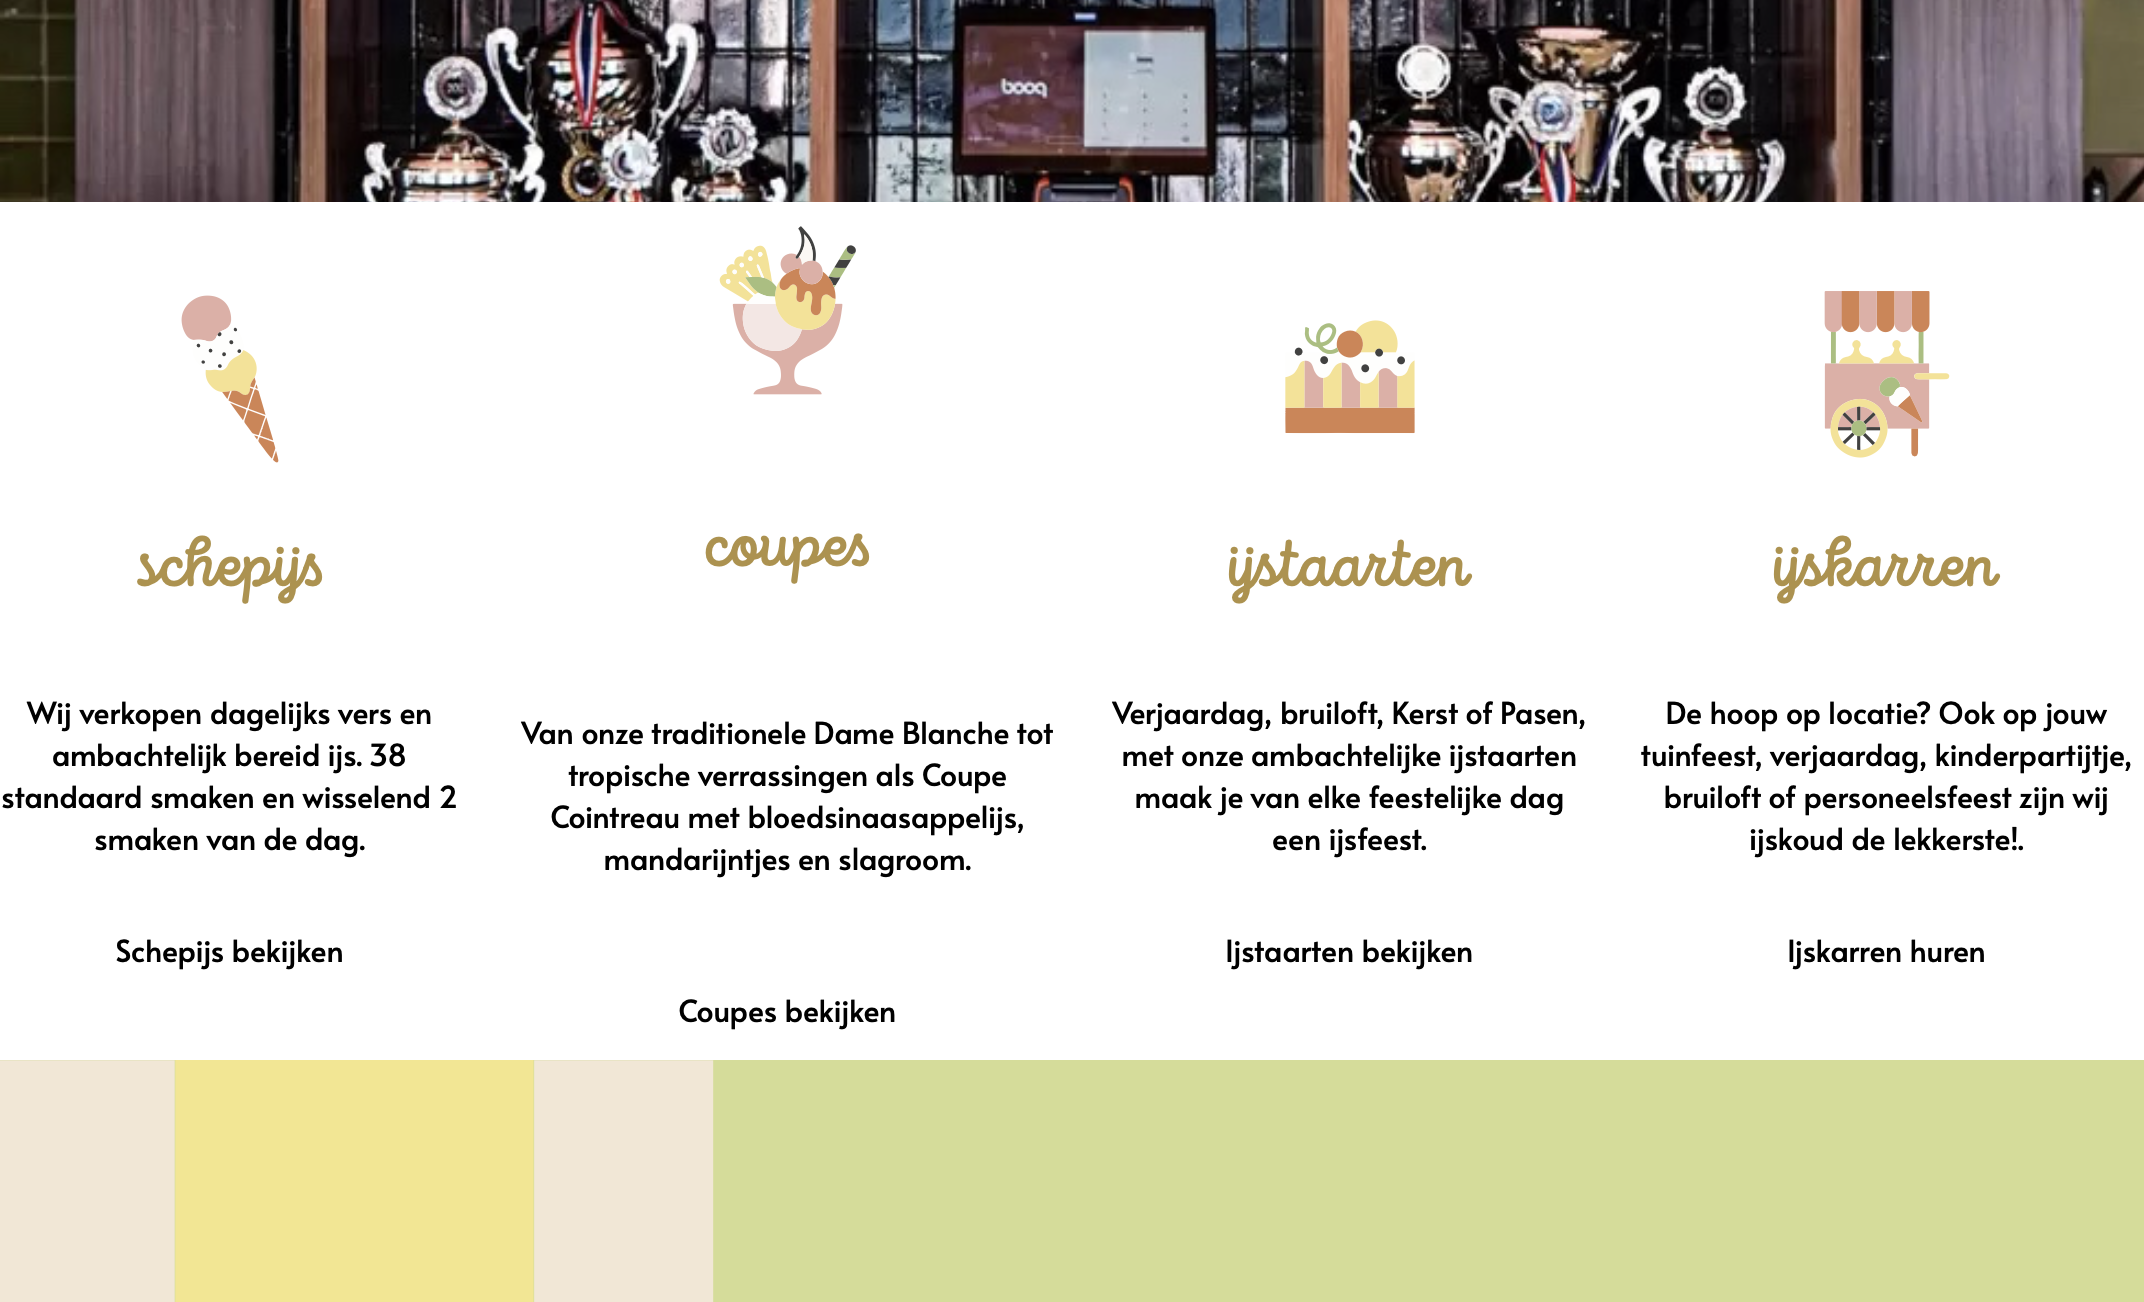 booq
schepijs
Wij verkopen dagelijks vers en
ambachtelijk bereid ijs. 38
standaard smaken en wisselend 2
smaken van de dag.
Schepijs bekijken
coupes
Van onze traditionele Dame Blanche tot
tropische verrassingen als Coupe
Cointreau met bloedsinaasappelijs,
mandarijntjes en slagroom.
Coupes bekijken
ijstaarten
Verjaardag, bruiloft, Kerst of Pasen,
met onze ambachtelijke ijstaarten
maak je van elke feestelijke dag
een ijsfeest.
Ijstaarten bekijken
ijskarren
De hoop op locatie? Ook op jouw
tuinfeest, verjaardag, kinderpartijtje,
bruiloft of personeelsfeest zijn wij
ijskoud de lekkerste!.
Ijskarren huren